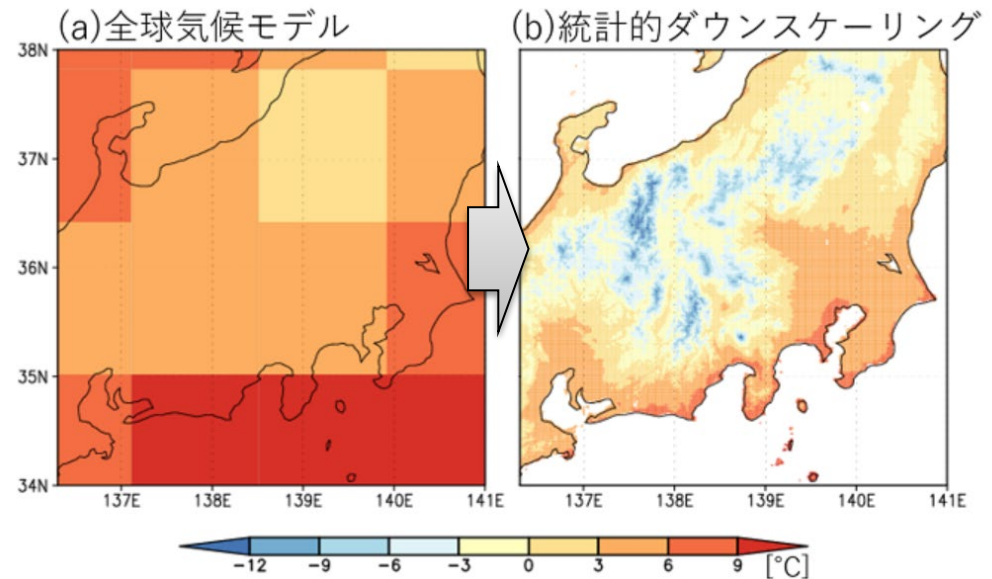 (a)全球気候モデル
(b)統計的ダウンスケーリング
38N
37N
36N
35N
34N
137E 138E 139E 140E 141E
137E 138E 139E 140E 141E
-12 -9 -6 -3 0 3 6 9 [°C]